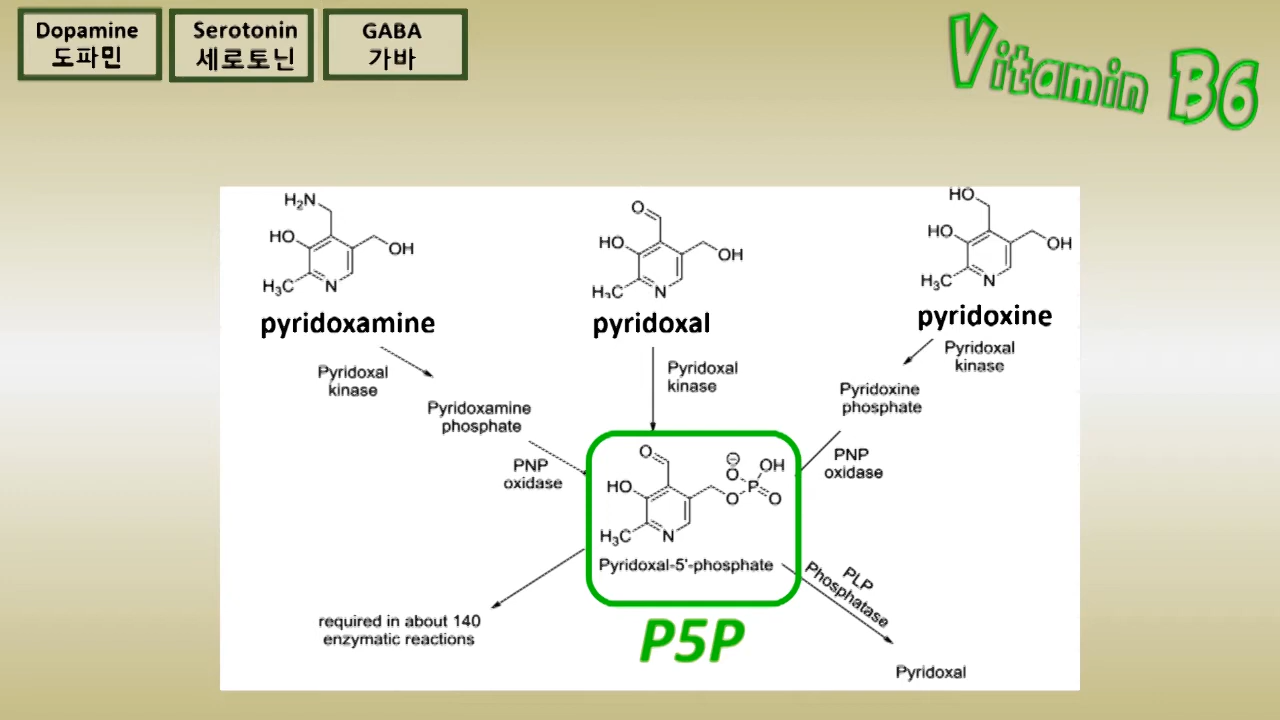 Dopamine
도파민
Serotonin
세로토닌
GABA
가바
Vitamin B6
H₂N
HO
OH
H₃C
N
pyridoxamine
O
HO
OH
H₃C
N
pyridoxal
HO
HO
OH
H₃C
N
pyridoxine
Pyridoxal
kinase
Pyridoxal
kinase
Pyridoxal
kinase
Pyridoxamine
phosphate
Pyridoxine
phosphate
PNP
oxidase
PNP
oxidase
O
HO
⊖
O
OH
P
O
O
H₃C
N
Pyridoxal-5'-phosphate
P5P
PLP
Phosphatase
required in about 140
enzymatic reactions
Pyridoxal